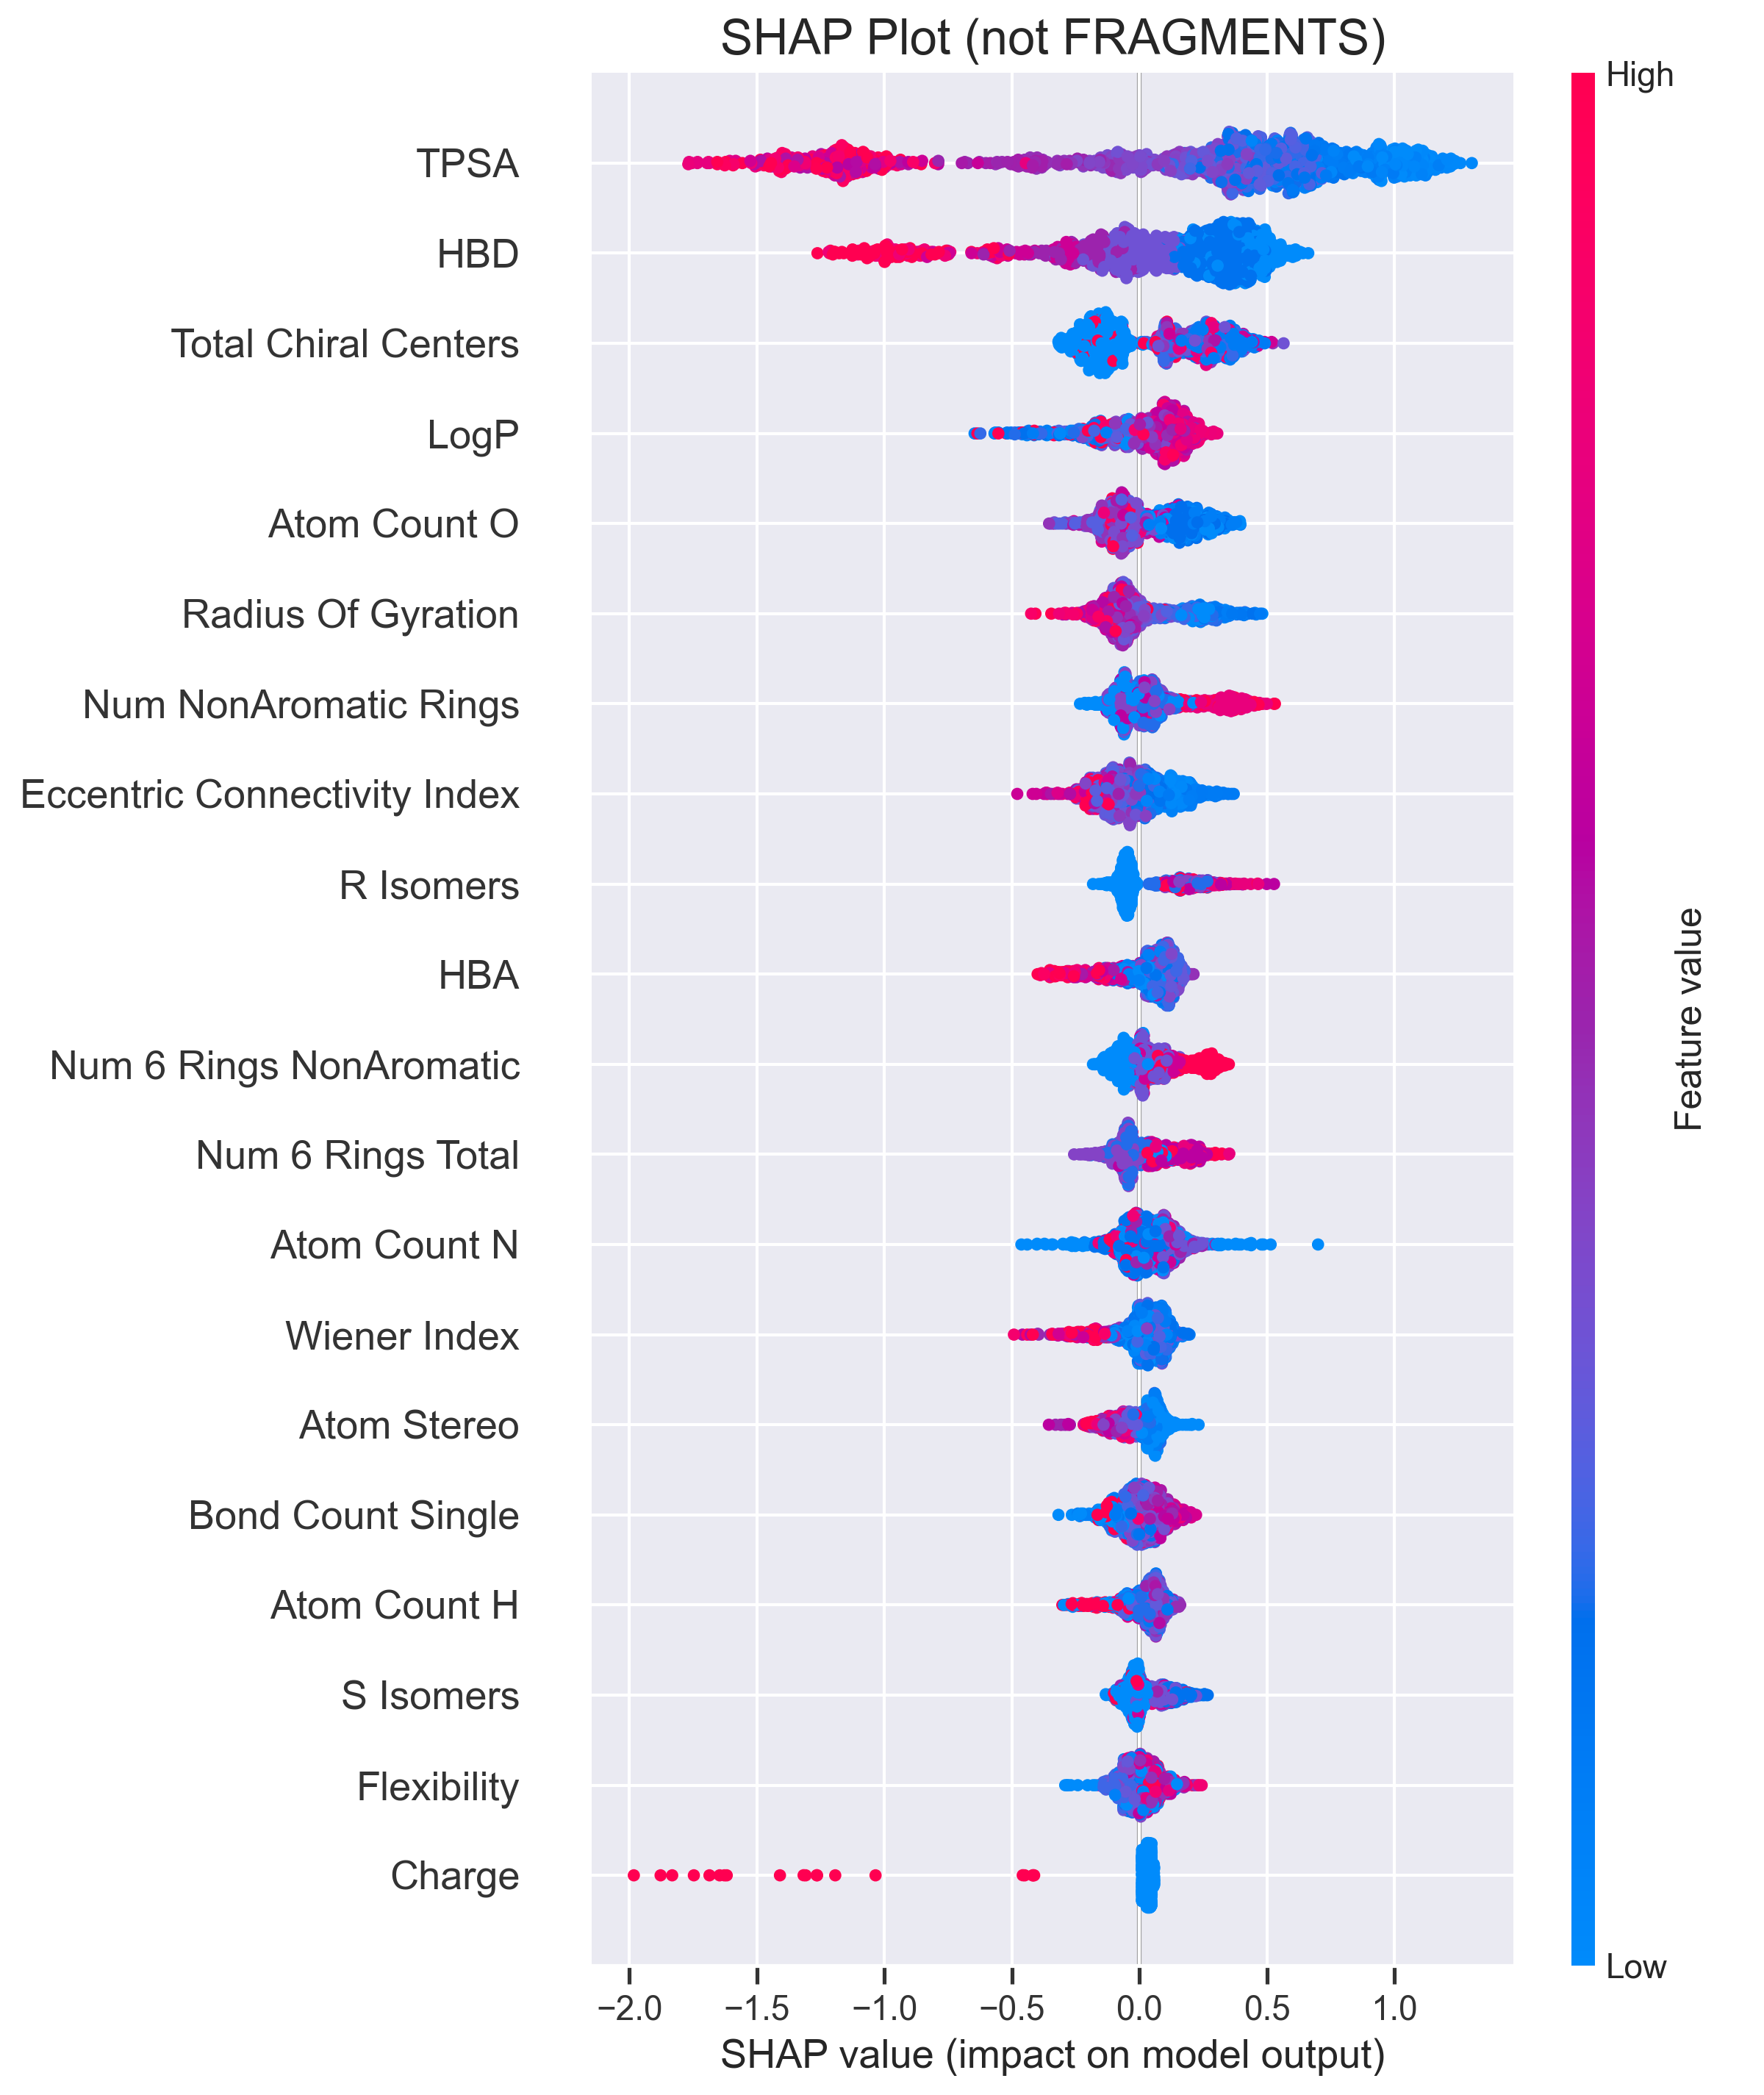 SHAP Plot (not FRAGMENTS)
High
TPSA
HBD
Total Chiral Centers
LogP
Atom Count O
Radius Of Gyration
Num NonAromatic Rings
Eccentric Connectivity Index
R Isomers
HBA
Num 6 Rings NonAromatic
Num 6 Rings Total
Atom Count N
Wiener Index
Atom Stereo
Bond Count Single
Atom Count H
S Isomers
Flexibility
Charge
Feature value
Low
−2.0 −1.5 −1.0 −0.5 0.0 0.5 1.0
SHAP value (impact on model output)